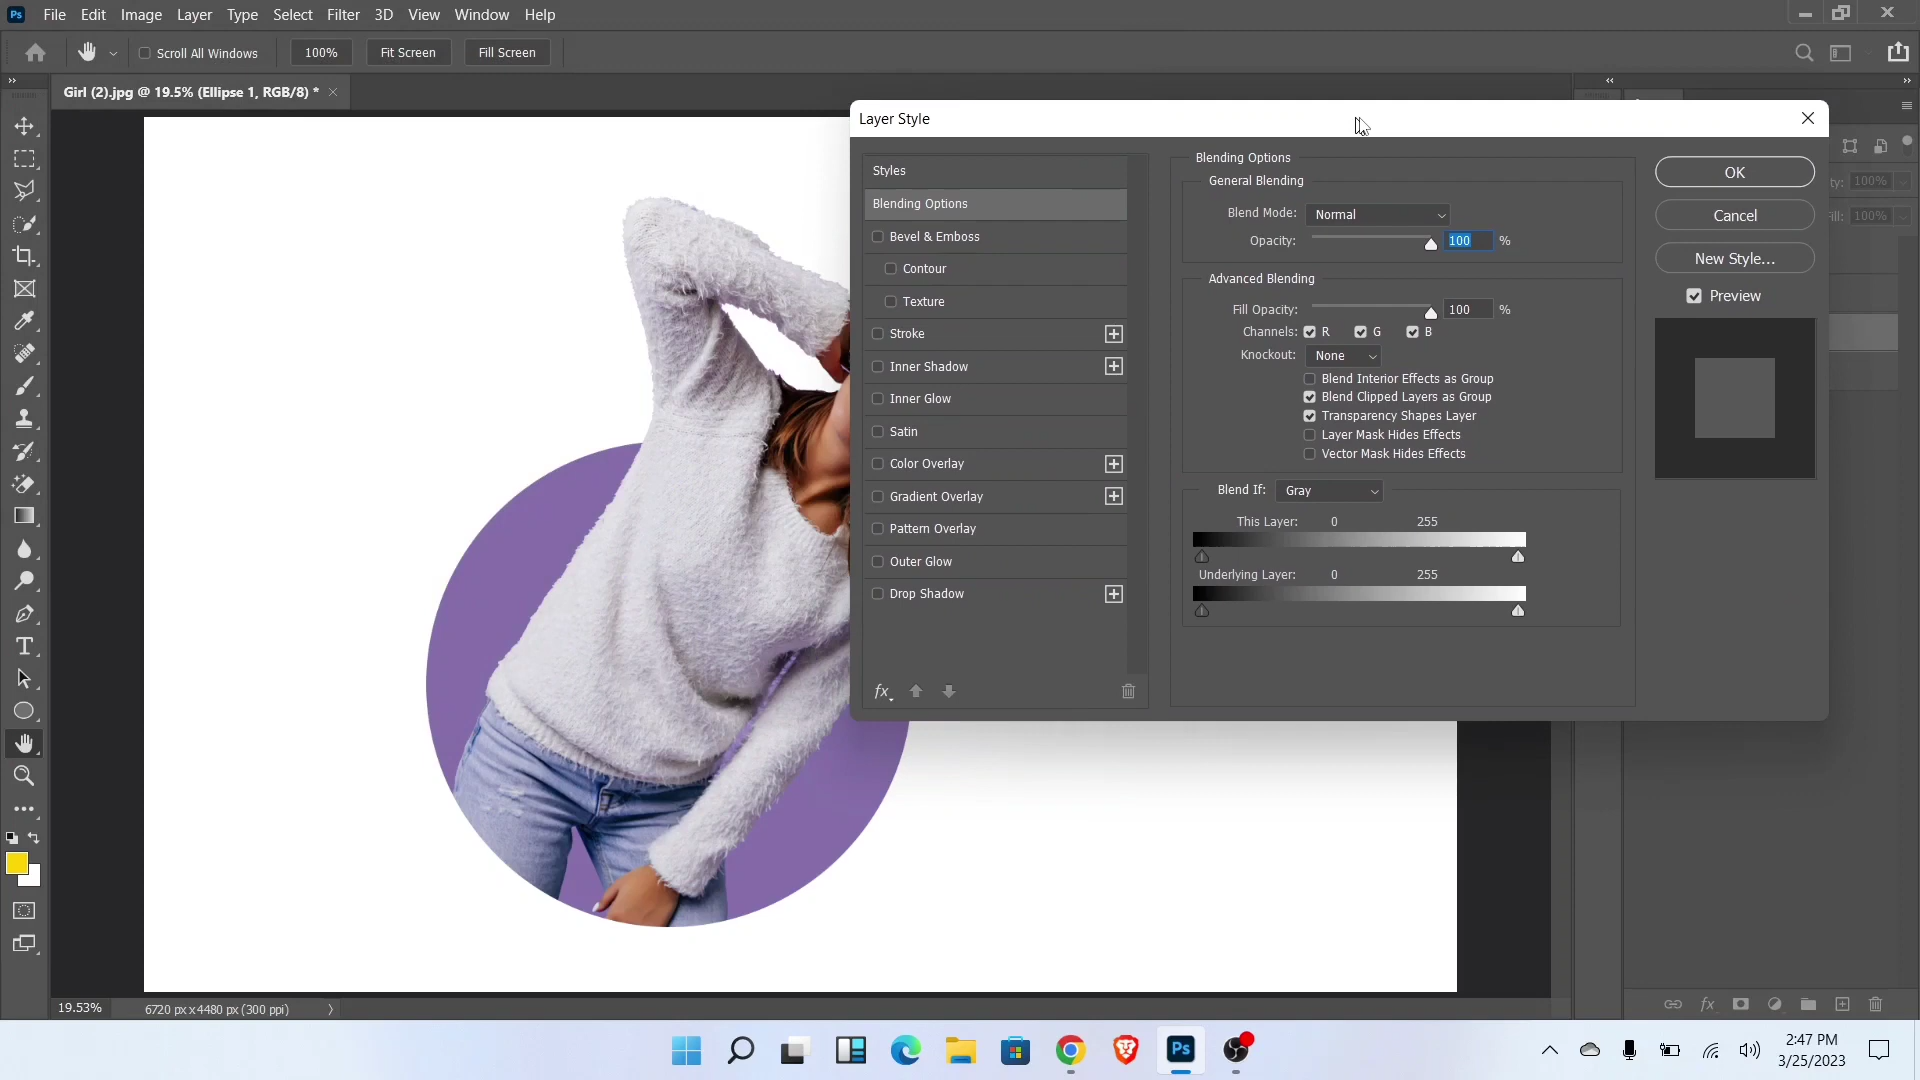 Ps File Edit Image Layer Type Select Filter 3D View Window Help
Scroll All Windows 100% Fit Screen Fill Screen
Girl (2).jpg @ 19.5% (Ellipse 1, RGB/8) *
Layer Style
Styles
Blending Options
Bevel & Emboss
Contour
Texture
Stroke
Inner Shadow
Inner Glow
Satin
Color Overlay
Gradient Overlay
Pattern Overlay
Outer Glow
Drop Shadow
fx
Blending Options
General Blending
Blend Mode: Normal
Opacity: 100 %
Advanced Blending
Fill Opacity: 100 %
Channels: R G B
Knockout: None
Blend Interior Effects as Group
Blend Clipped Layers as Group
Transparency Shapes Layer
Layer Mask Hides Effects
Vector Mask Hides Effects
Blend If: Gray
This Layer: 0 255
Underlying Layer: 0 255
OK
Cancel
New Style...
Preview
100%
100%
T
19.53% 6720 px x 4480 px (300 ppi)
fx
Ps
2:47 PM
3/25/2023